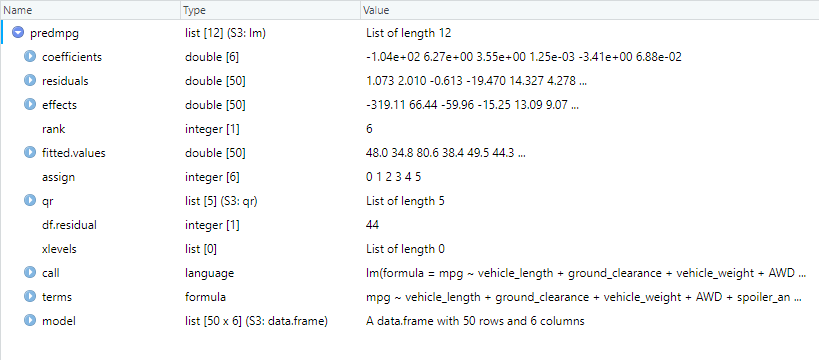 Name Type Value
predmpg list [12] (S3: lm) List of length 12
coefficients double [6] -1.04e+02 6.27e+00 3.55e+00 1.25e-03 -3.41e+00 6.88e-02
residuals double [50] 1.073 2.010 -0.613 -19.470 14.327 4.278 ...
effects double [50] -319.11 66.44 -59.96 -15.25 13.09 9.07 ...
rank integer [1] 6
fitted.values double [50] 48.0 34.8 80.6 38.4 49.5 44.3 ...
assign integer [6] 0 1 2 3 4 5
qr list [5] (S3: qr) List of length 5
df.residual integer [1] 44
xlevels list [0] List of length 0
call language lm(formula = mpg ~ vehicle_length + ground_clearance + vehicle_weight + AWD ...
terms formula mpg ~ vehicle_length + ground_clearance + vehicle_weight + AWD + spoiler_an ...
model list [50 x 6] (S3: data.frame) A data.frame with 50 rows and 6 columns